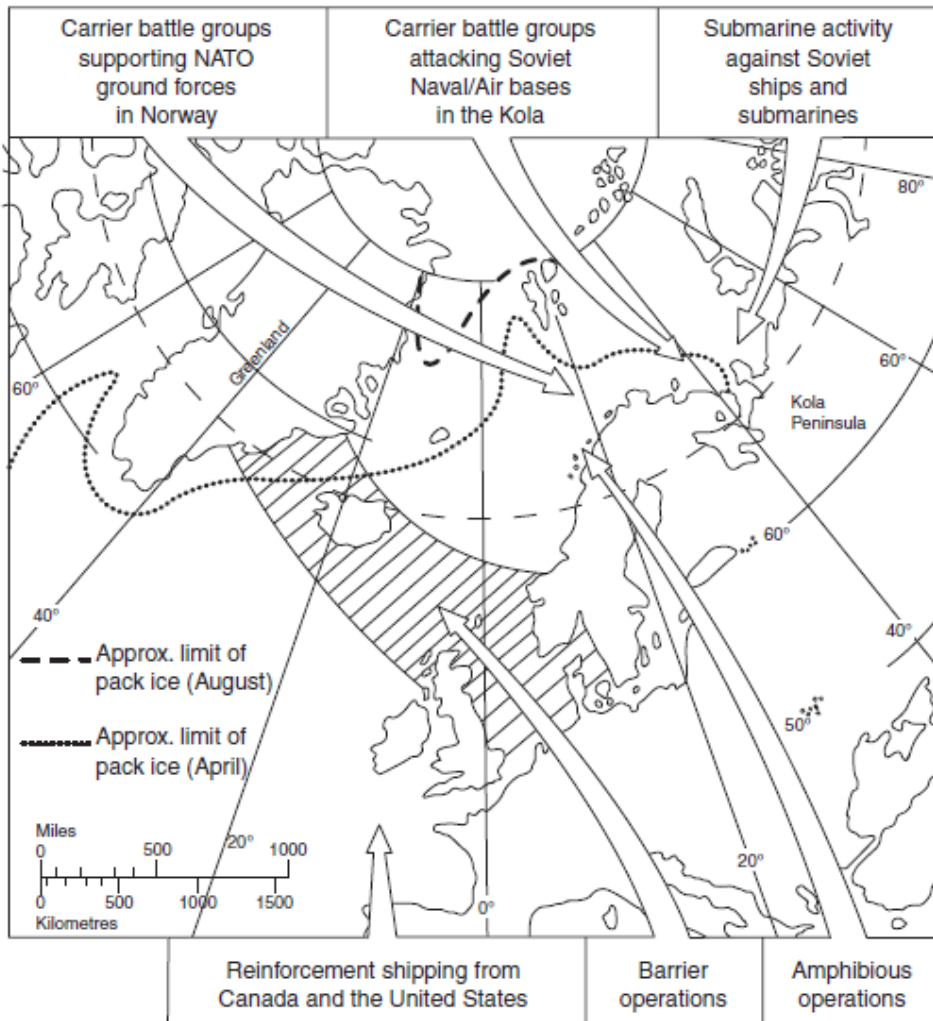 Carrier battle groups
supporting NATO
ground forces
in Norway
Carrier battle groups
attacking Soviet
Naval/Air bases
in the Kola
Submarine activity
against Soviet
ships and
submarines
80°
Greenland
60°
60°
Kola
Peninsula
60°
40°
40°
Approx. limit of
pack ice (August)
50°
Approx. limit of
pack ice (April)
Miles
0 500 20° 1000
20°
0 500 1000 1500
Kilometres
0°
Reinforcement shipping from
Canada and the United States
Barrier
operations
Amphibious
operations